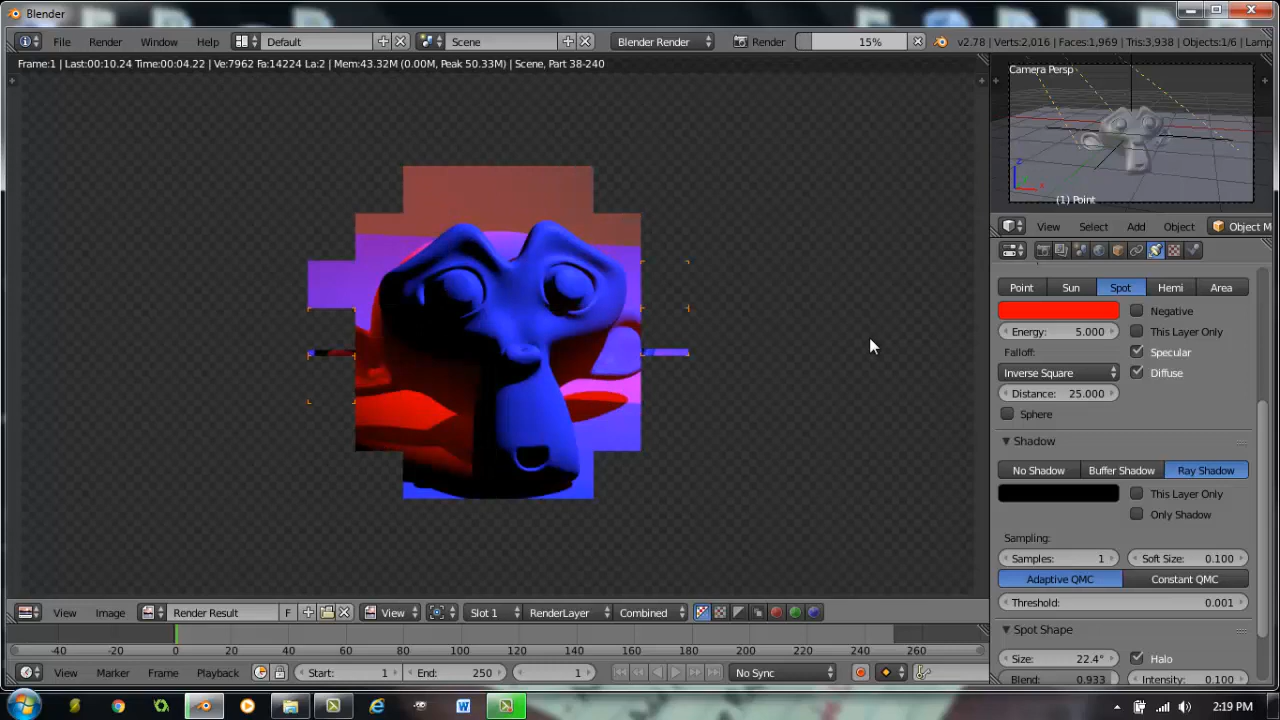 Blender
File Render Window Help Default Scene Blender Render Render 15% v2.78 | Verts:2,016 | Faces:1,969 | Tris:3,938 | Objects:1/6 | Lamp
Frame:1 | Last:00:10.24 Time:00:04.22 | Ve:7962 Fa:14224 La:2 | Mem:43.32M (0.00M, Peak 50.33M) | Scene, Part 38-240
Camera Persp
(1) Point
View Select Add Object Object M
Point Sun Spot Hemi Area
Negative
Energy: 5.000 This Layer Only
Falloff: Specular
Inverse Square Diffuse
Distance: 25.000
Sphere
Shadow
No Shadow Buffer Shadow Ray Shadow
This Layer Only
Only Shadow
Sampling:
Samples: 1 Soft Size: 0.100
Adaptive QMC Constant QMC
Threshold: 0.001
Spot Shape
Size: 22.4° Halo
Blend: 0.933 Intensity: 0.100
View Image Render Result F View Slot 1 RenderLayer Combined
-40 -20 0 20 40 60 80 100 120 140 160 180 200 220 240 260
View Marker Frame Playback Start: 1 End: 250 1 No Sync
2:19 PM